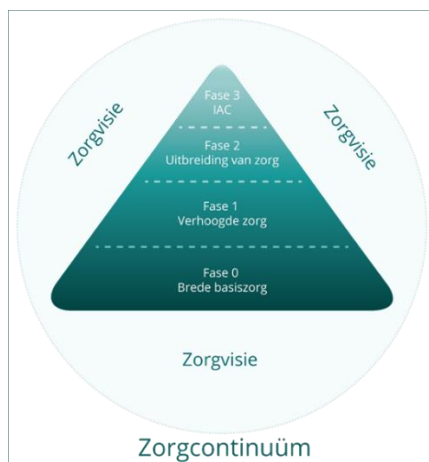 Zorgvisie
Zorgvisie
Fase 3
IAC
Fase 2
Uitbreiding van zorg
Fase 1
Verhoogde zorg
Fase 0
Brede basiszorg
Zorgvisie
Zorgcontinuüm